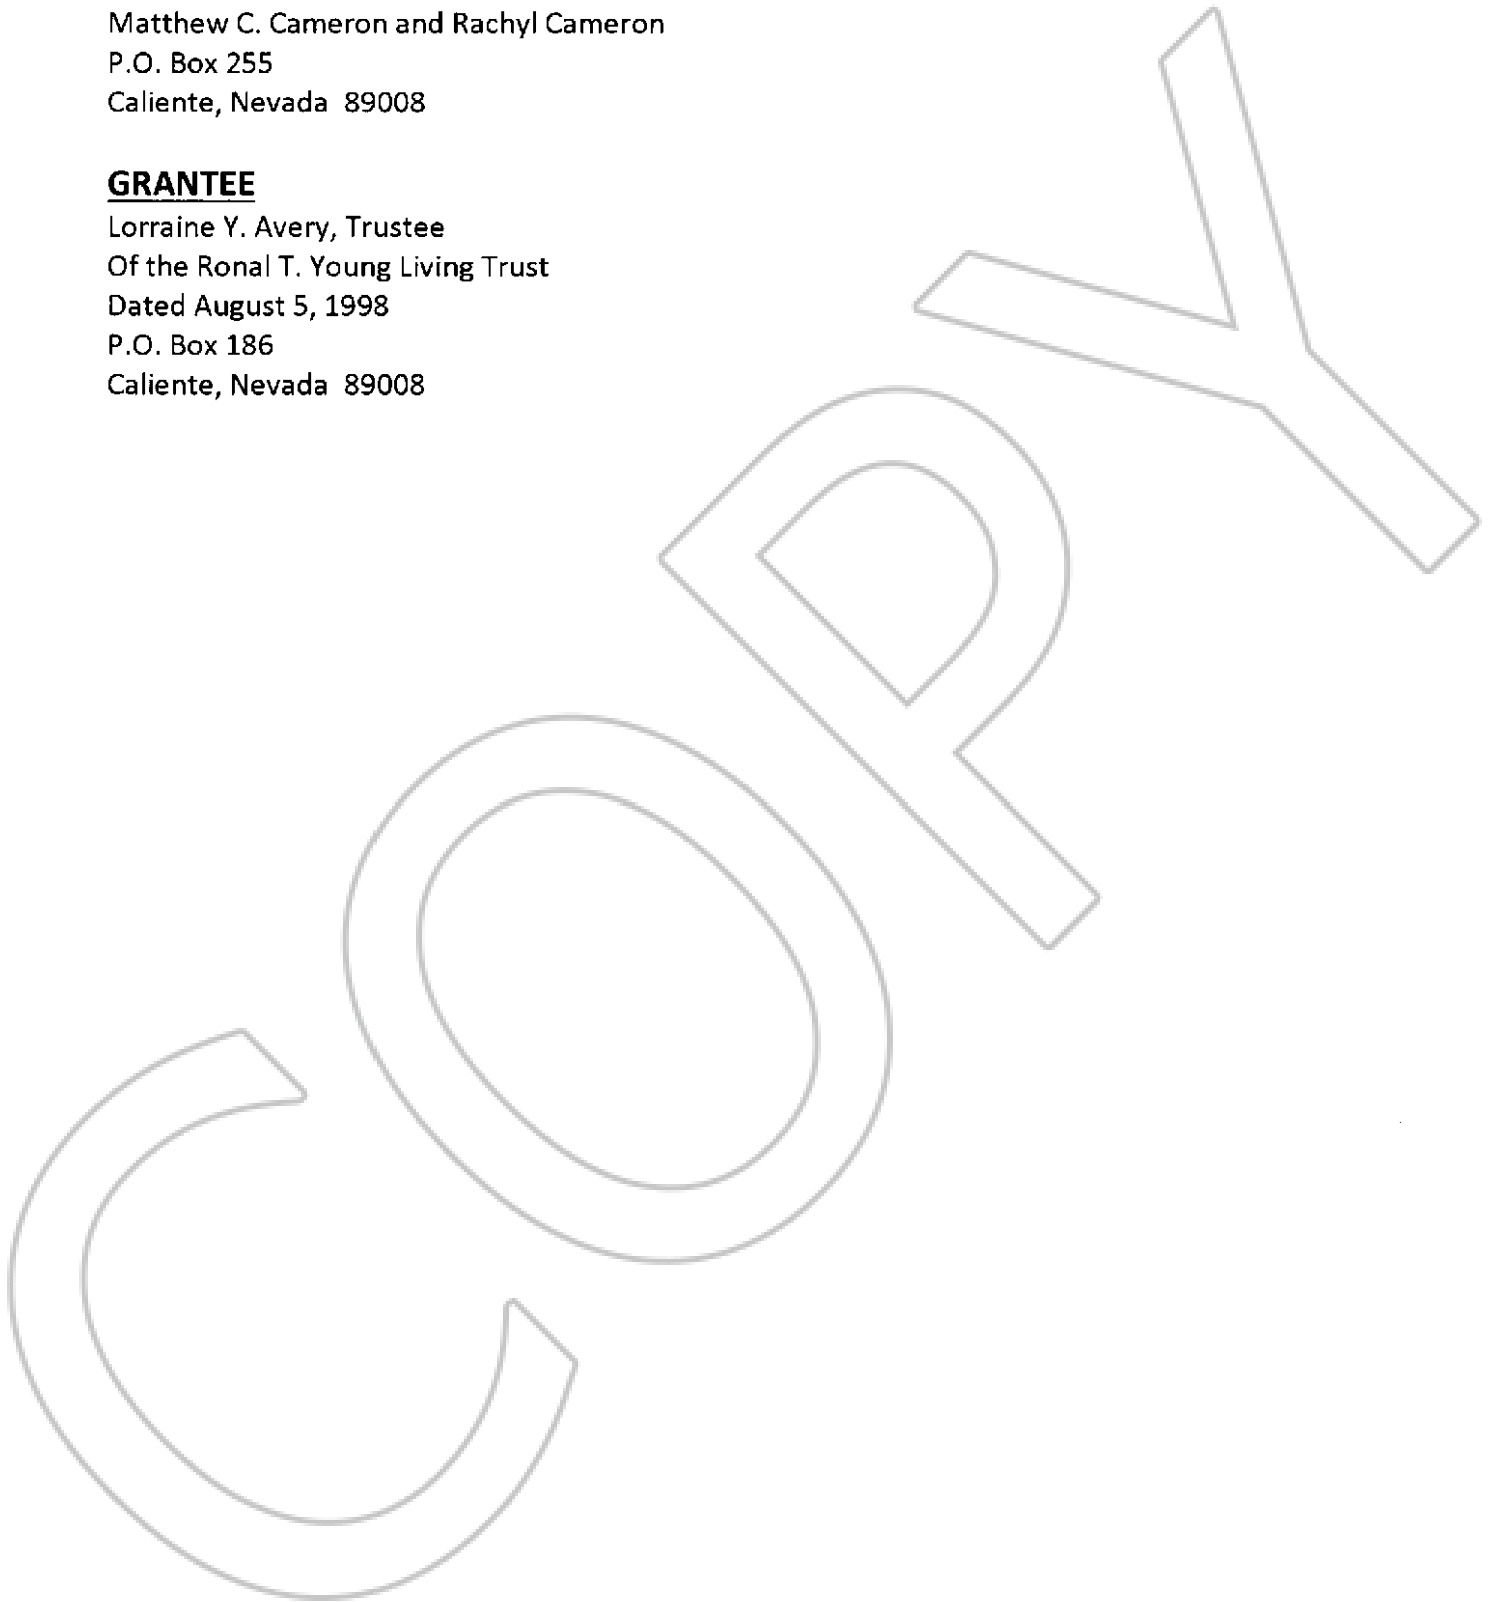 Matthew C. Cameron and Rachyl Cameron
P.O. Box 255
Caliente, Nevada 89008
GRANTEE
Lorraine Y. Avery, Trustee
Of the Ronal T. Young Living Trust
Dated August 5, 1998
P.O. Box 186
Caliente, Nevada 89008
COPY